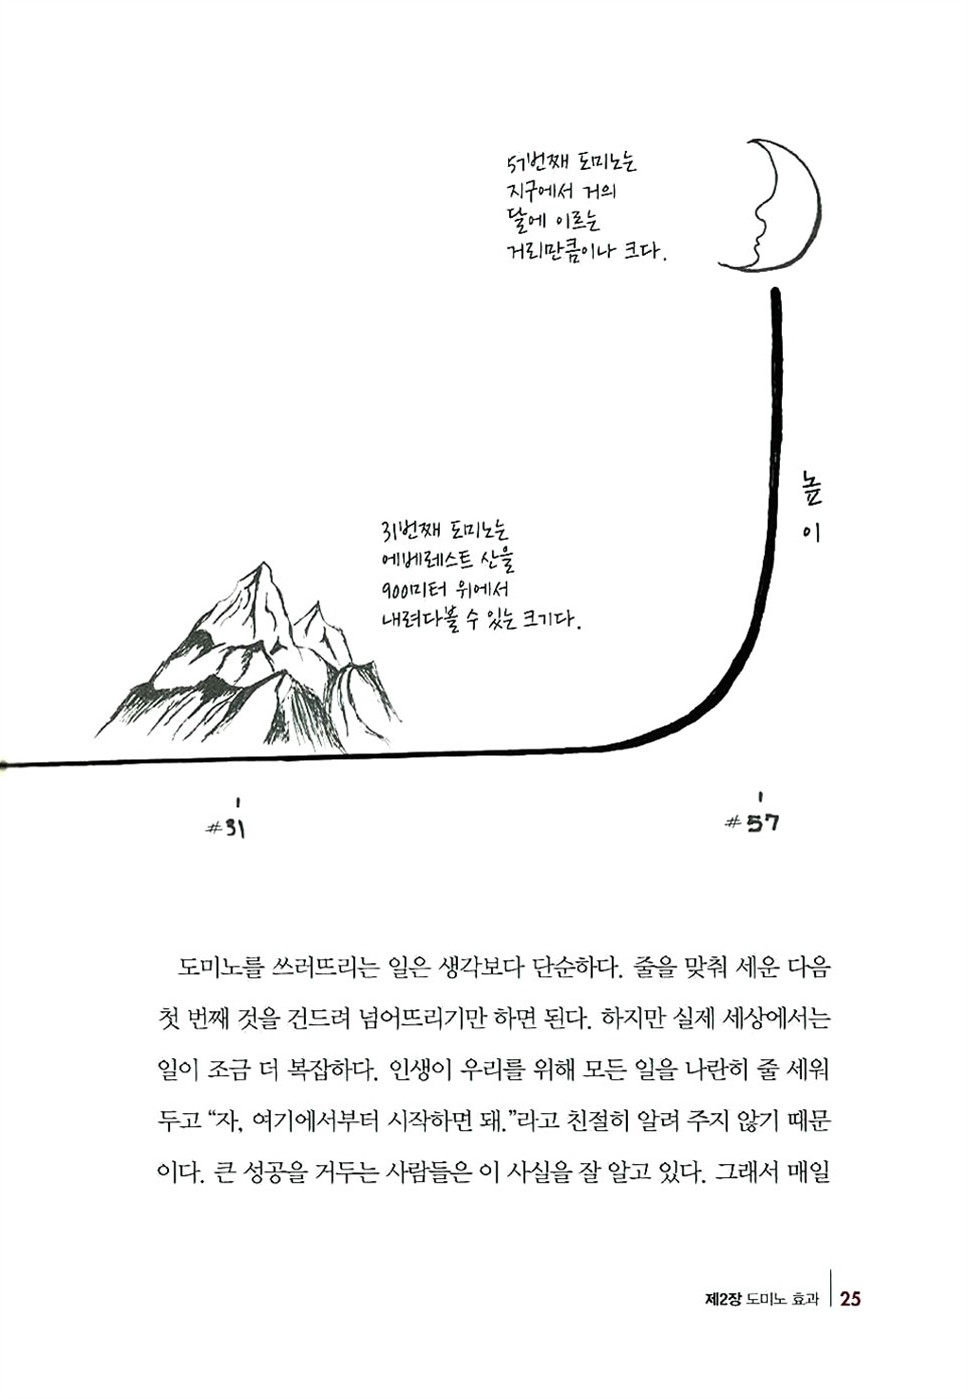 57번째 도미노는
지구에서 거의
달에 이르는
거리만큼이나 크다.
높
이
31번째 도미노는
에베레스트 산을
900미터 위에서
내려다볼 수 있는 크기다.
#31
#57
도미노를 쓰러뜨리는 일은 생각보다 단순하다. 줄을 맞춰 세운 다음
첫 번째 것을 건드려 넘어뜨리기만 하면 된다. 하지만 실제 세상에서는
일이 조금 더 복잡하다. 인생이 우리를 위해 모든 일을 나란히 줄 세워
두고 “자, 여기에서부터 시작하면 돼.”라고 친절히 알려 주지 않기 때문
이다. 큰 성공을 거두는 사람들은 이 사실을 잘 알고 있다. 그래서 매일
제2장 도미노 효과 25